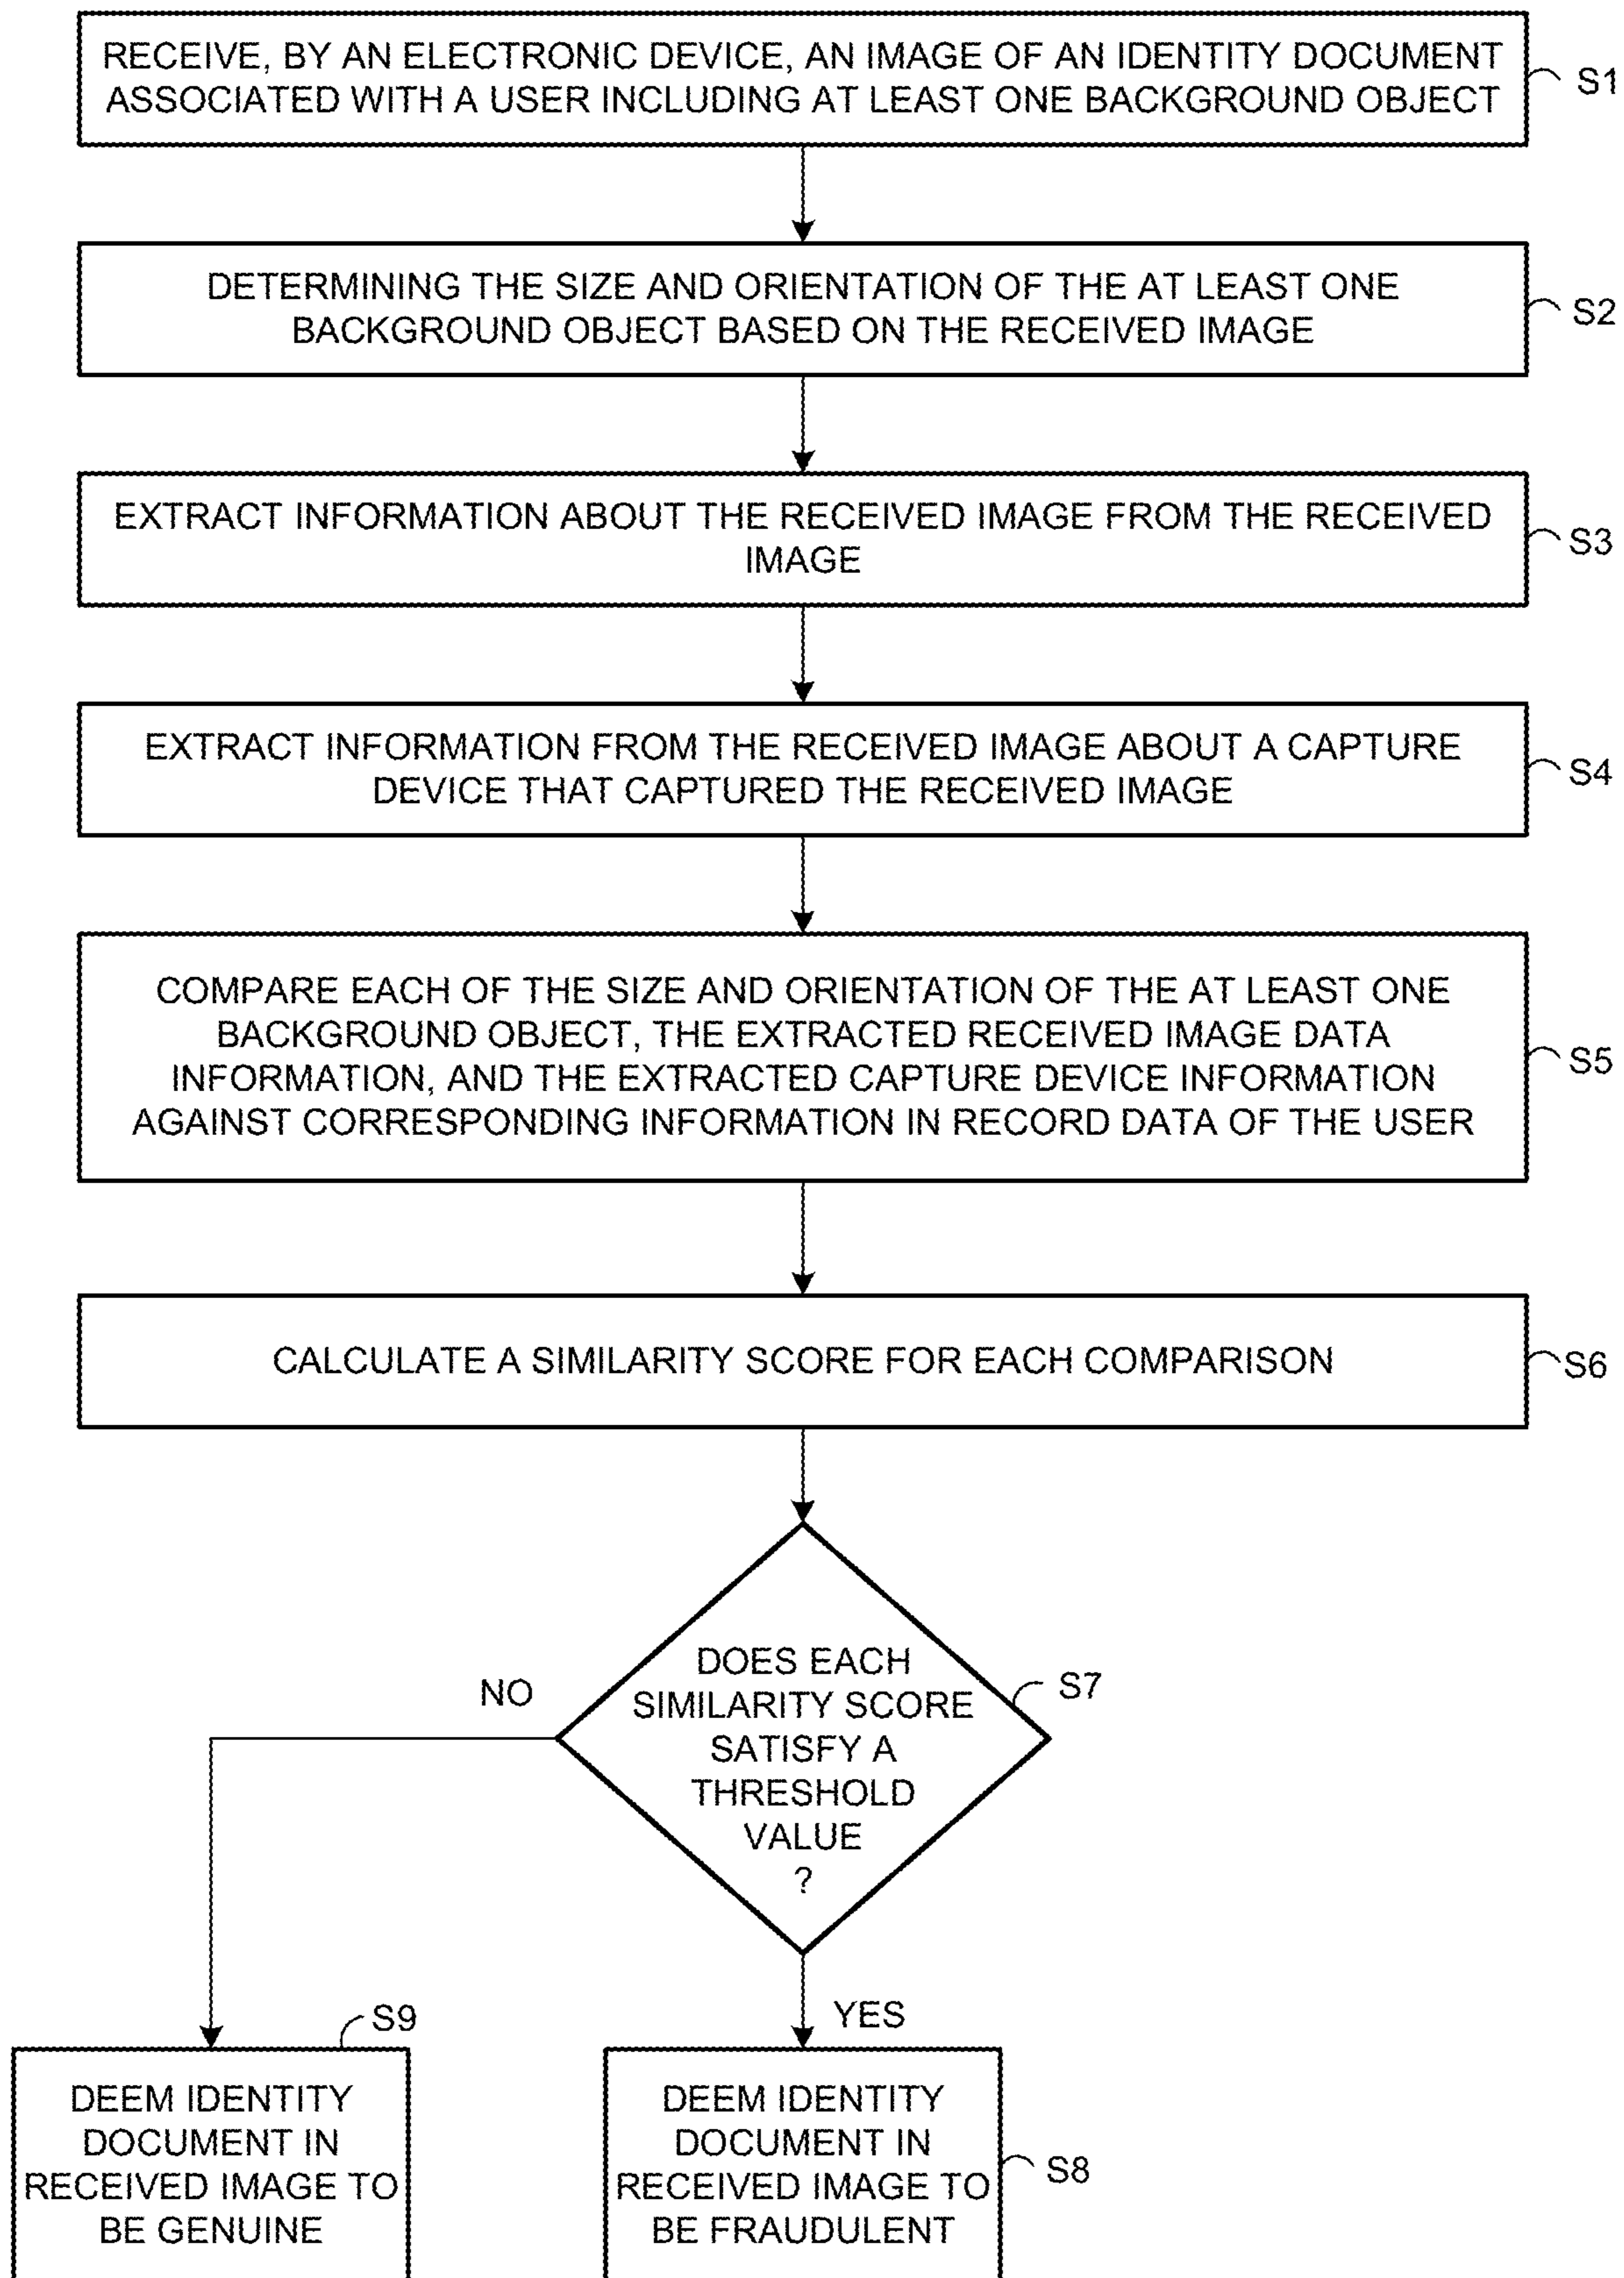 RECEIVE, BY AN ELECTRONIC DEVICE, AN IMAGE OF AN IDENTITY DOCUMENT
ASSOCIATED WITH A USER INCLUDING AT LEAST ONE BACKGROUND OBJECT
S1
DETERMINING THE SIZE AND ORIENTATION OF THE AT LEAST ONE
BACKGROUND OBJECT BASED ON THE RECEIVED IMAGE
S2
EXTRACT INFORMATION ABOUT THE RECEIVED IMAGE FROM THE RECEIVED
IMAGE
S3
EXTRACT INFORMATION FROM THE RECEIVED IMAGE ABOUT A CAPTURE
DEVICE THAT CAPTURED THE RECEIVED IMAGE
S4
COMPARE EACH OF THE SIZE AND ORIENTATION OF THE AT LEAST ONE
BACKGROUND OBJECT, THE EXTRACTED RECEIVED IMAGE DATA
INFORMATION, AND THE EXTRACTED CAPTURE DEVICE INFORMATION
AGAINST CORRESPONDING INFORMATION IN RECORD DATA OF THE USER
S5
CALCULATE A SIMILARITY SCORE FOR EACH COMPARISON
S6
DOES EACH
SIMILARITY SCORE
SATISFY A
THRESHOLD
VALUE
?
S7
NO
YES
S9
DEEM IDENTITY
DOCUMENT IN
RECEIVED IMAGE TO
BE GENUINE
DEEM IDENTITY
DOCUMENT IN
RECEIVED IMAGE TO
BE FRAUDULENT
S8